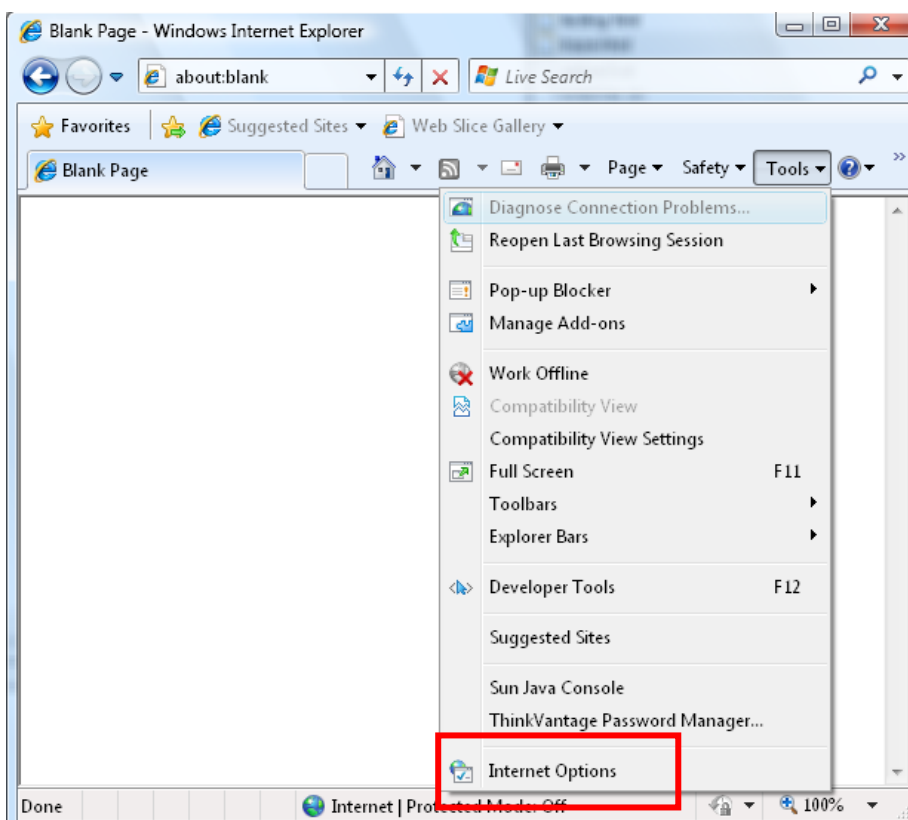 Blank Page - Windows Internet Explorer
about:blank
Live Search
Favorites Suggested Sites Web Slice Gallery
Blank Page Page Safety Tools
Diagnose Connection Problems...
Reopen Last Browsing Session
Pop-up Blocker
Manage Add-ons
Work Offline
Compatibility View
Compatibility View Settings
Full Screen F11
Toolbars
Explorer Bars
Developer Tools F12
Suggested Sites
Sun Java Console
ThinkVantage Password Manager...
Internet Options
Done Internet | Protected Mode: Off 100%